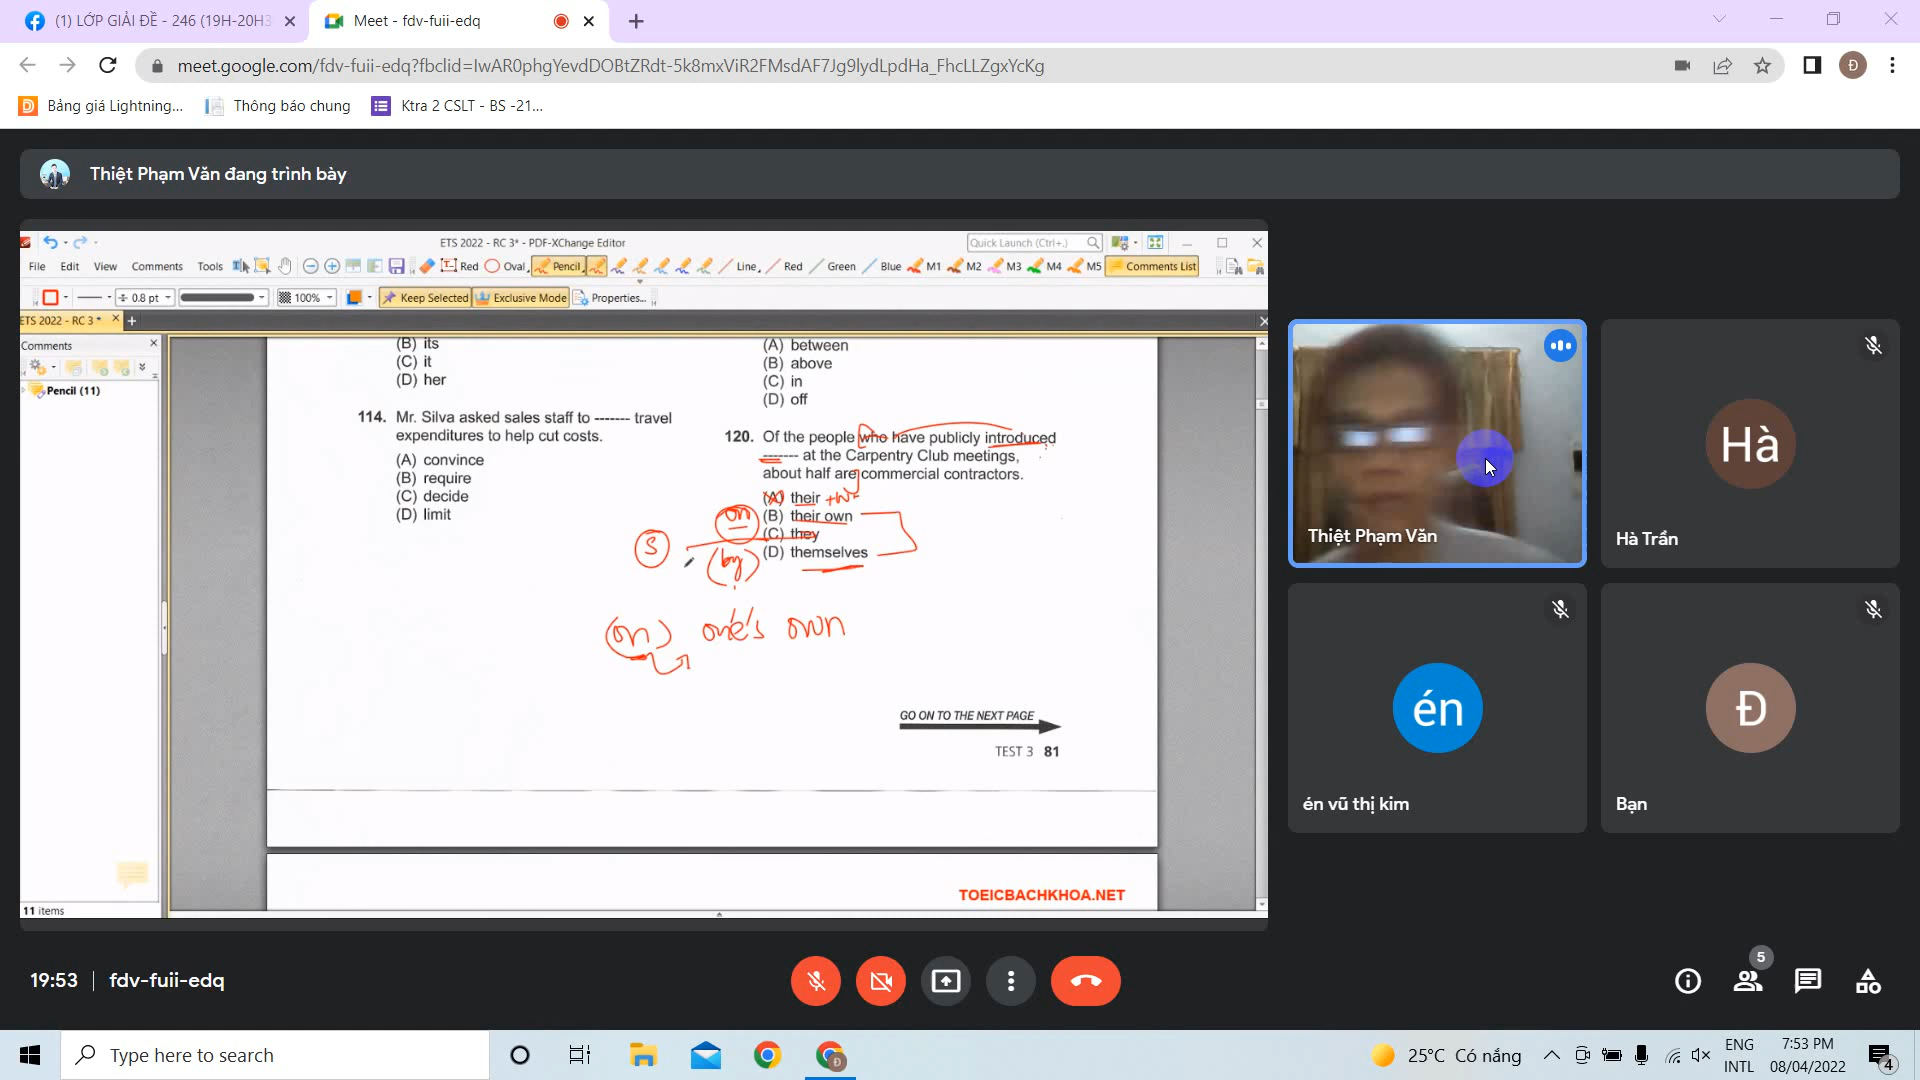 (1) LỚP GIẢI ĐỀ - 246 (19H-20H3
Meet - fdv-fuii-edq
meet.google.com/fdv-fuii-edq?fbclid=IwAR0phgYevdDOBtZRdt-5k8mxViR2FMsdAF7Jg9lydLpdHa_FhcLLZgxYcKg
Đ
Bảng giá Lightning...
Thông báo chung
Ktra 2 CSLT - BS -21...
Thiệt Phạm Văn đang trình bày
ETS 2022 - RC 3* - PDF-XChange Editor
Quick Launch (Ctrl+.)
File Edit View Comments Tools
Red Oval Pencil Line Red Green Blue M1 M2 M3 M4 M5 Comments List
0.8 pt 100% Keep Selected Exclusive Mode Properties...
ETS 2022 - RC 3 *
Comments
Pencil (11)
11 items
(B) its
(C) it
(D) her
114. Mr. Silva asked sales staff to ------- travel
expenditures to help cut costs.
(A) convince
(B) require
(C) decide
(D) limit
(A) between
(B) above
(C) in
(D) off
120. Of the people who have publicly introduced
------- at the Carpentry Club meetings,
about half are commercial contractors.
(A) their
(B) their own
(C) they
(D) themselves
on
S
(by)
(on) one's own
GO ON TO THE NEXT PAGE
TEST 3 81
TOEICBACHKHOA.NET
Thiệt Phạm Văn
Hà
Hà Trần
én
én vũ thị kim
Đ
Bạn
19:53
fdv-fuii-edq
5
Type here to search
Đ
25°C Có nắng
ENG
INTL
7:53 PM
08/04/2022
4